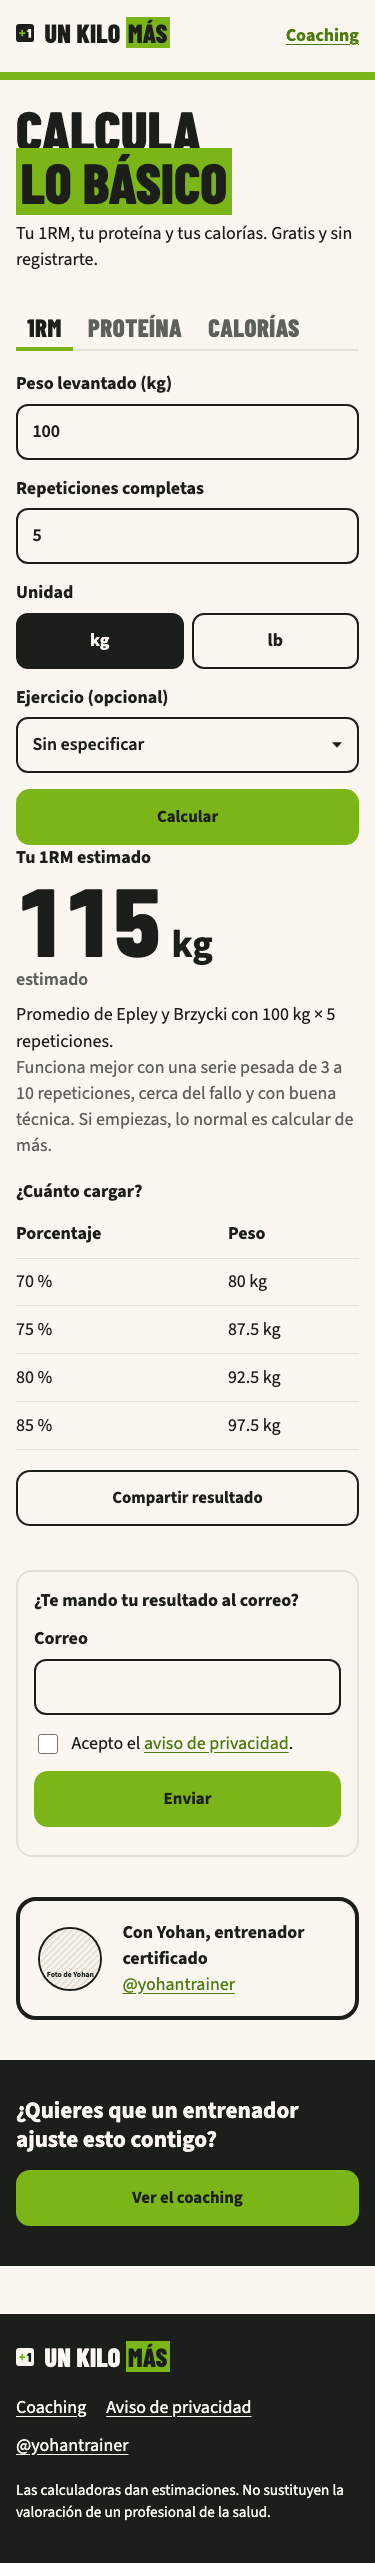 +1 UN KILO MÁS
Coaching
CALCULA
LO BÁSICO
Tu 1RM, tu proteína y tus calorías. Gratis y sin
registrarte.
1RM PROTEÍNA CALORÍAS
Peso levantado (kg)
100
Repeticiones completas
5
Unidad
kg lb
Ejercicio (opcional)
Sin especificar
Calcular
Tu 1RM estimado
115 kg
estimado
Promedio de Epley y Brzycki con 100 kg × 5
repeticiones.
Funciona mejor con una serie pesada de 3 a
10 repeticiones, cerca del fallo y con buena
técnica. Si empiezas, lo normal es calcular de
más.
¿Cuánto cargar?
Porcentaje Peso
70 % 80 kg
75 % 87.5 kg
80 % 92.5 kg
85 % 97.5 kg
Compartir resultado
¿Te mando tu resultado al correo?
Correo
Acepto el aviso de privacidad.
Enviar
Foto de Yohan
Con Yohan, entrenador
certificado
@yohantrainer
¿Quieres que un entrenador
ajuste esto contigo?
Ver el coaching
+1 UN KILO MÁS
Coaching Aviso de privacidad
@yohantrainer
Las calculadoras dan estimaciones. No sustituyen la
valoración de un profesional de la salud.